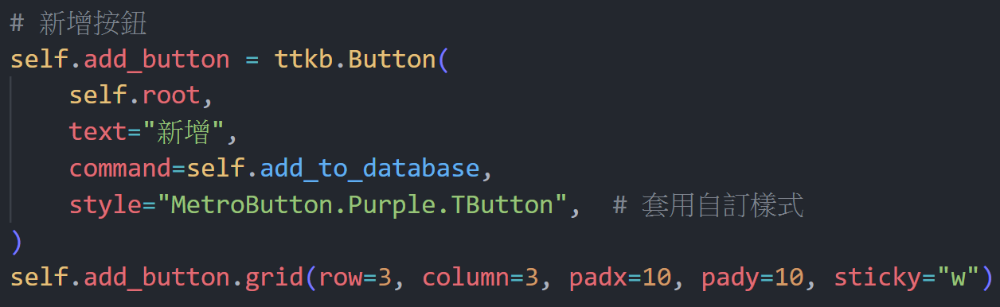 # 新增按鈕
self.add_button = ttkb.Button(
    self.root,
    text="新增",
    command=self.add_to_database,
    style="MetroButton.Purple.TButton",  # 套用自訂樣式
)
self.add_button.grid(row=3, column=3, padx=10, pady=10, sticky="w")